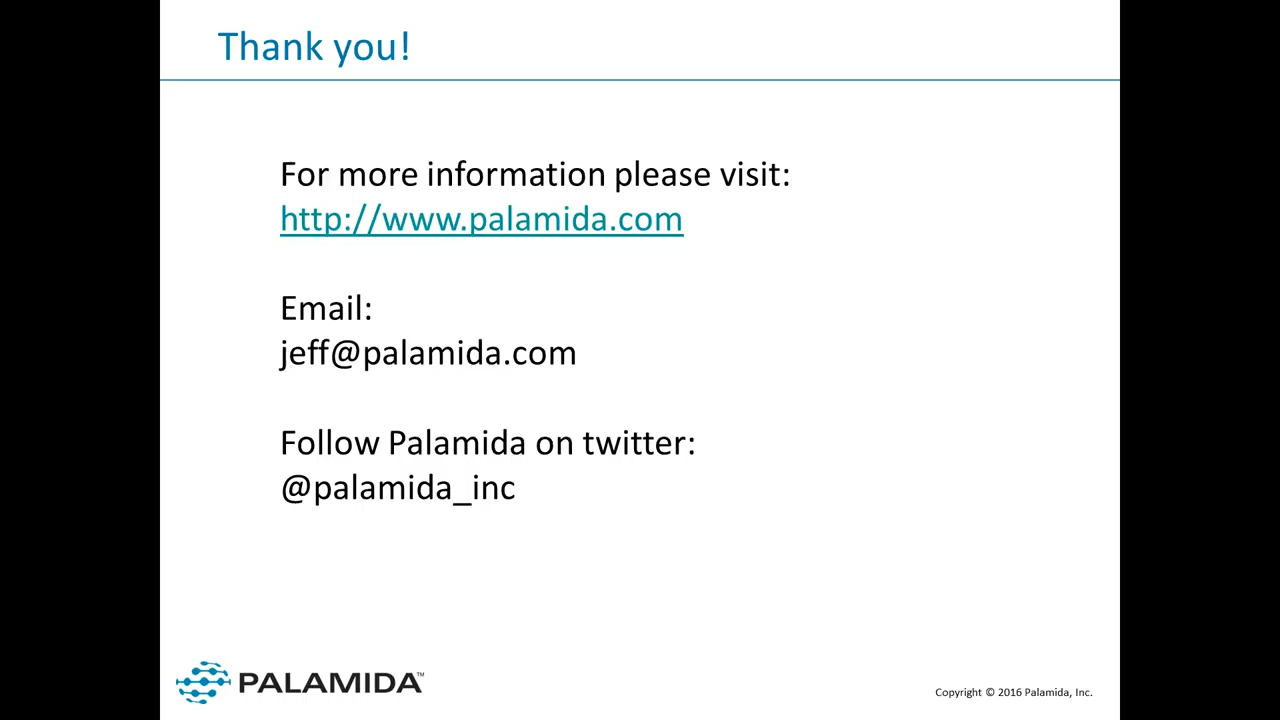 Thank you!
For more information please visit:
http://www.palamida.com
Email:
jeff@palamida.com
Follow Palamida on twitter:
@palamida_inc
PALAMIDA™
Copyright © 2016 Palamida, Inc.